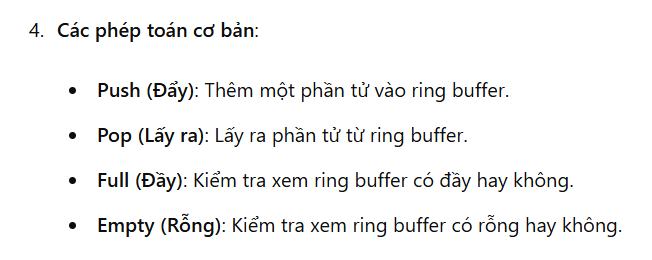 4. Các phép toán cơ bản:
• Push (Đẩy): Thêm một phần tử vào ring buffer.
• Pop (Lấy ra): Lấy ra phần tử từ ring buffer.
• Full (Đầy): Kiểm tra xem ring buffer có đầy hay không.
• Empty (Rỗng): Kiểm tra xem ring buffer có rỗng hay không.